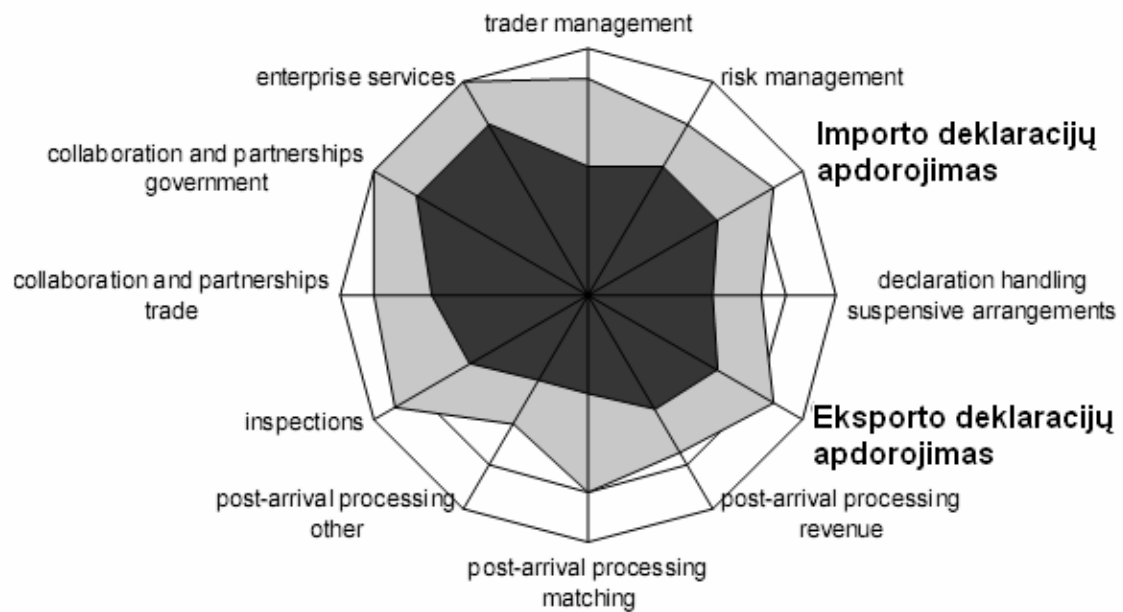 trader management
risk management
Importo deklaracijų
apdorojimas
declaration handling
suspensive arrangements
Eksporto deklaracijų
apdorojimas
post-arrival processing
revenue
post-arrival processing
matching
post-arrival processing
other
inspections
collaboration and partnerships
trade
collaboration and partnerships
government
enterprise services